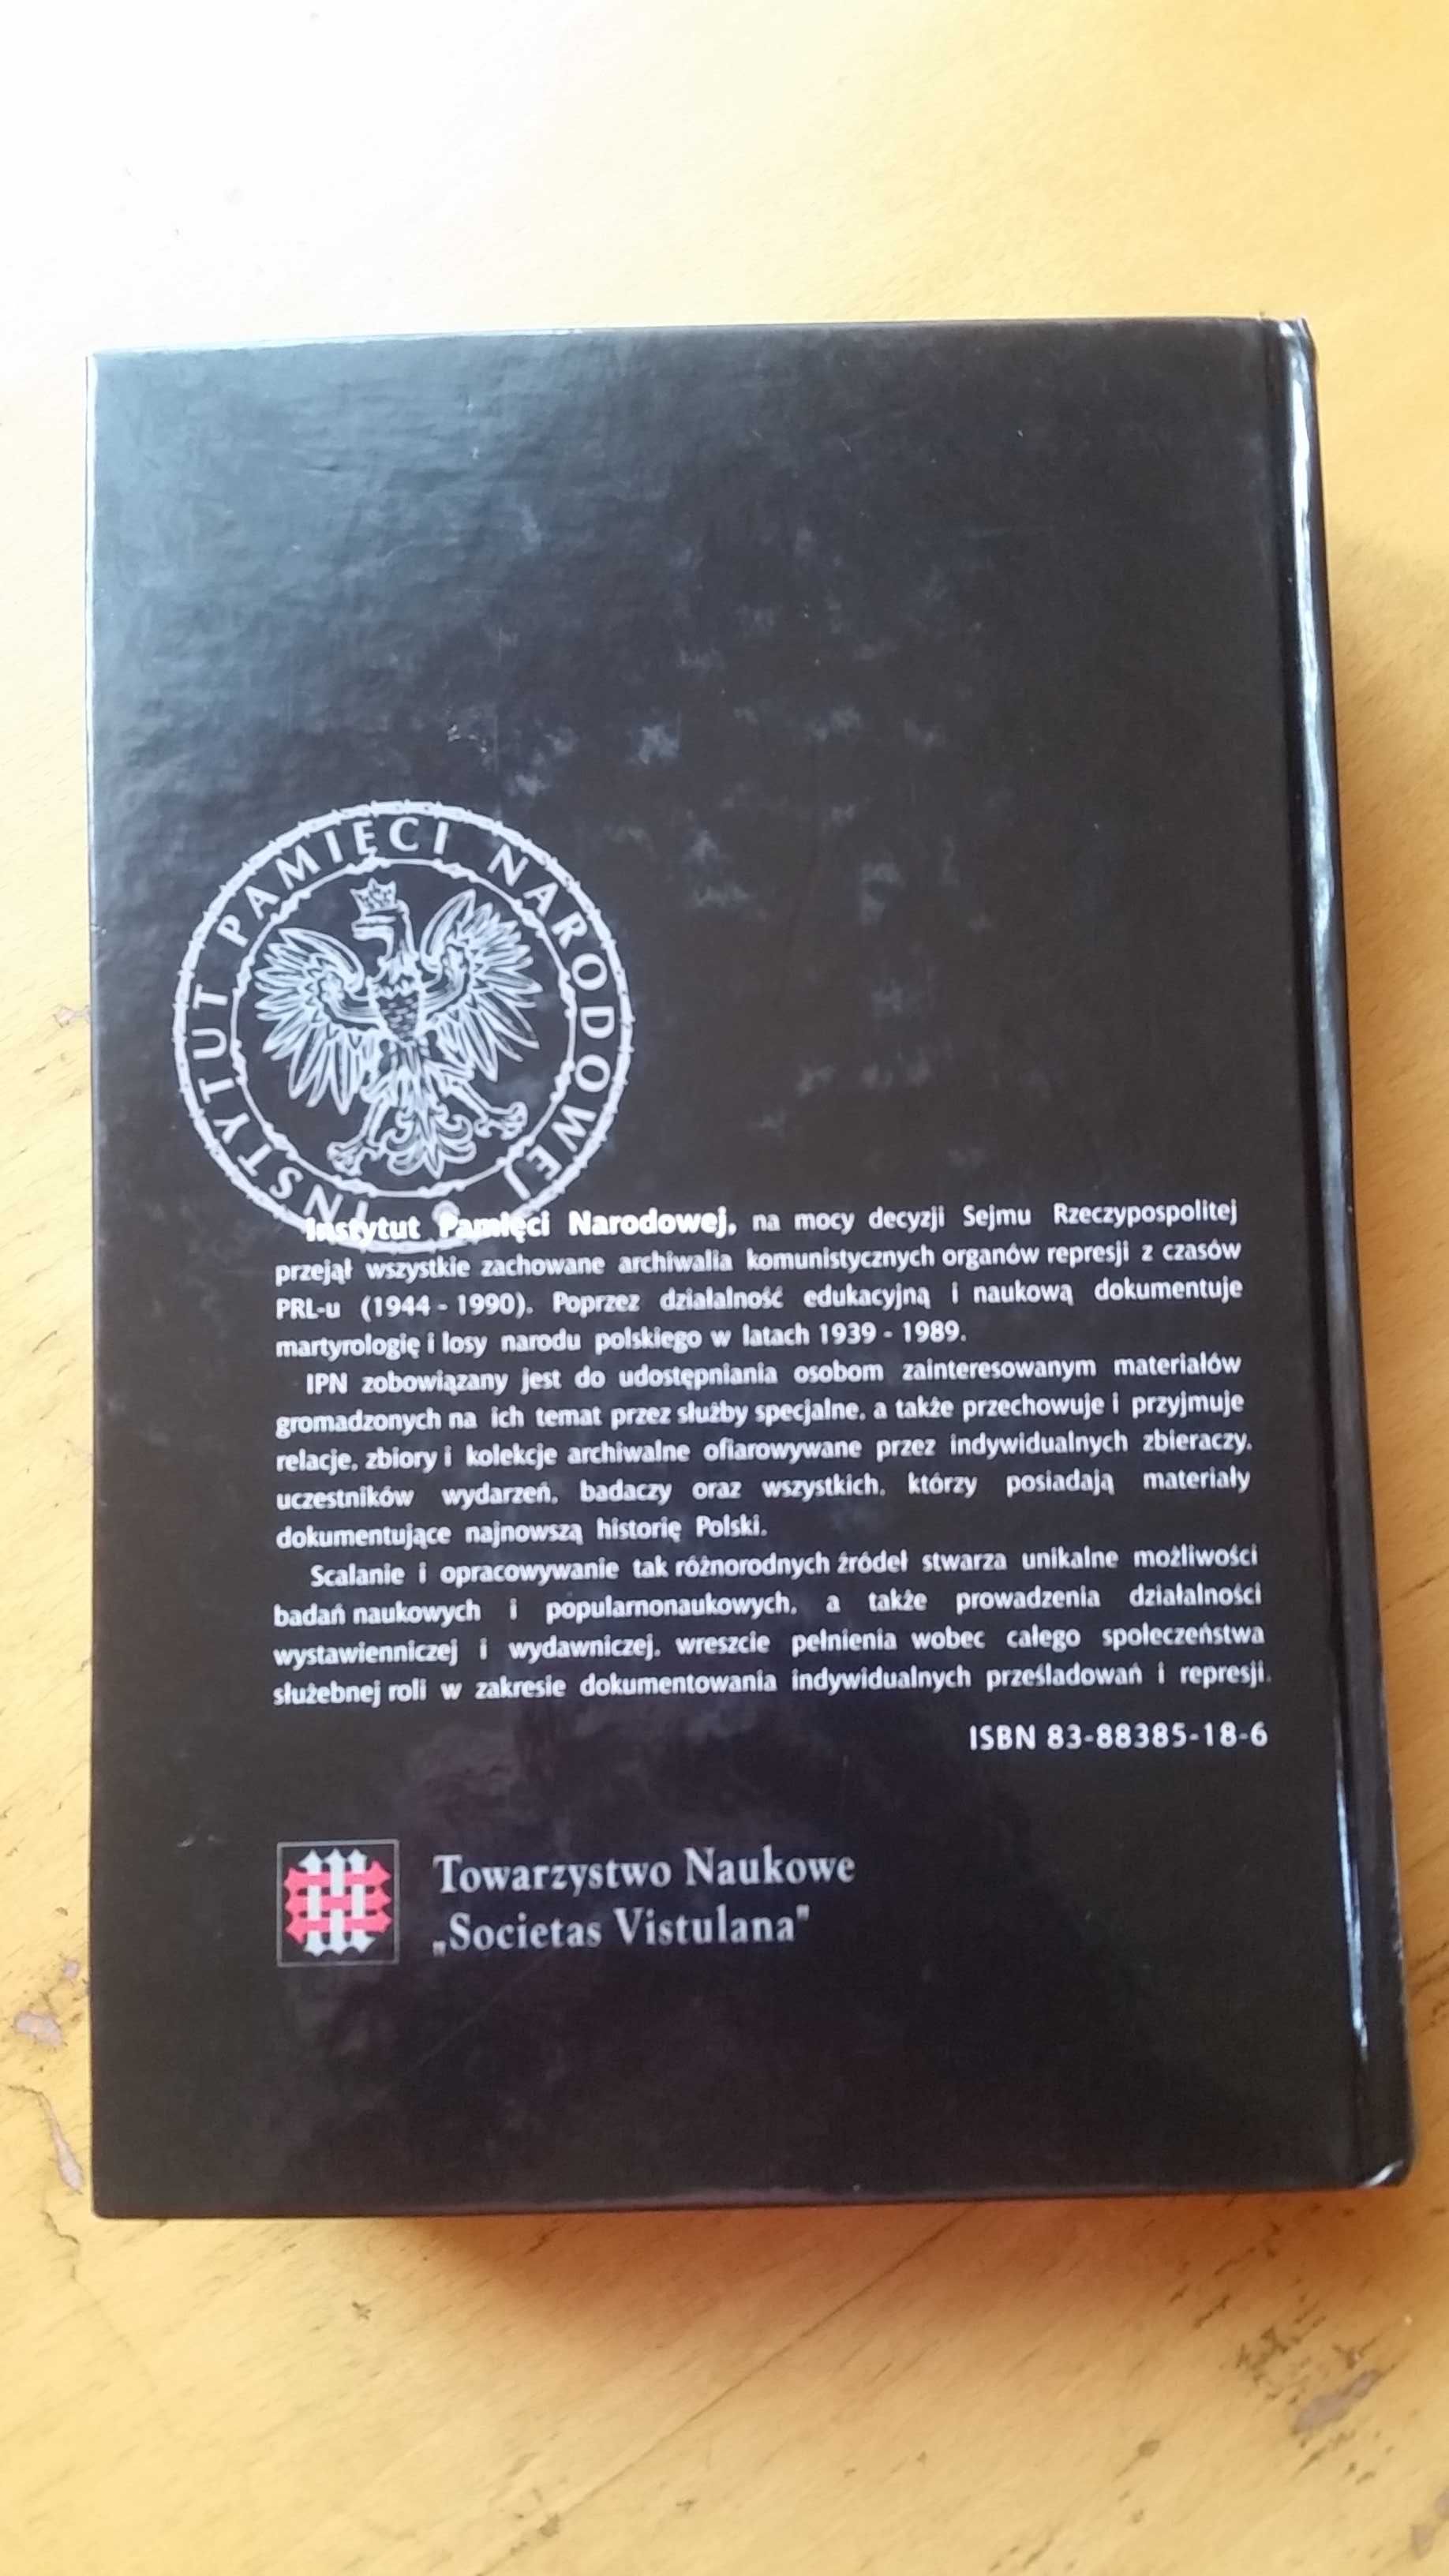 INSTYTUT PAMIĘCI NARODOWEJ
Instytut Pamięci Narodowej, na mocy decyzji Sejmu Rzeczypospolitej
przejął wszystkie zachowane archiwalia komunistycznych organów represji z czasów
PRL-u (1944 - 1990). Poprzez działalność edukacyjną i naukową dokumentuje
martyrologię i losy narodu polskiego w latach 1939 - 1989.
IPN zobowiązany jest do udostępniania osobom zainteresowanym materiałów
gromadzonych na ich temat przez służby specjalne, a także przechowuje i przyjmuje
relacje, zbiory i kolekcje archiwalne ofiarowywane przez indywidualnych zbieraczy,
uczestników wydarzeń, badaczy oraz wszystkich, którzy posiadają materiały
dokumentujące najnowszą historię Polski.
Scalanie i opracowywanie tak różnorodnych źródeł stwarza unikalne możliwości
badań naukowych i popularnonaukowych, a także prowadzenia działalności
wystawienniczej i wydawniczej, wreszcie pełnienia wobec całego społeczeństwa
służebnej roli w zakresie dokumentowania indywidualnych prześladowań i represji.
ISBN 83-88385-18-6
Towarzystwo Naukowe
„Societas Vistulana"